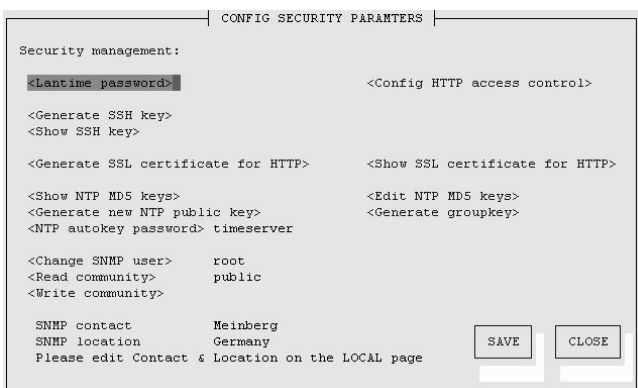 CONFIG SECURITY PARAMTERS
Security management:
<Lantime password> <Config HTTP access control>
<Generate SSH key>
<Show SSH key>
<Generate SSL certificate for HTTP> <Show SSL certificate for HTTP>
<Show NTP MD5 keys> <Edit NTP MD5 keys>
<Generate new NTP public key> <Generate groupkey>
<NTP autokey password> timeserver
<Change SNMP user> root
<Read community> public
<Write community>
SNMP contact Meinberg
SNMP location Germany
Please edit Contact & Location on the LOCAL page
SAVE CLOSE